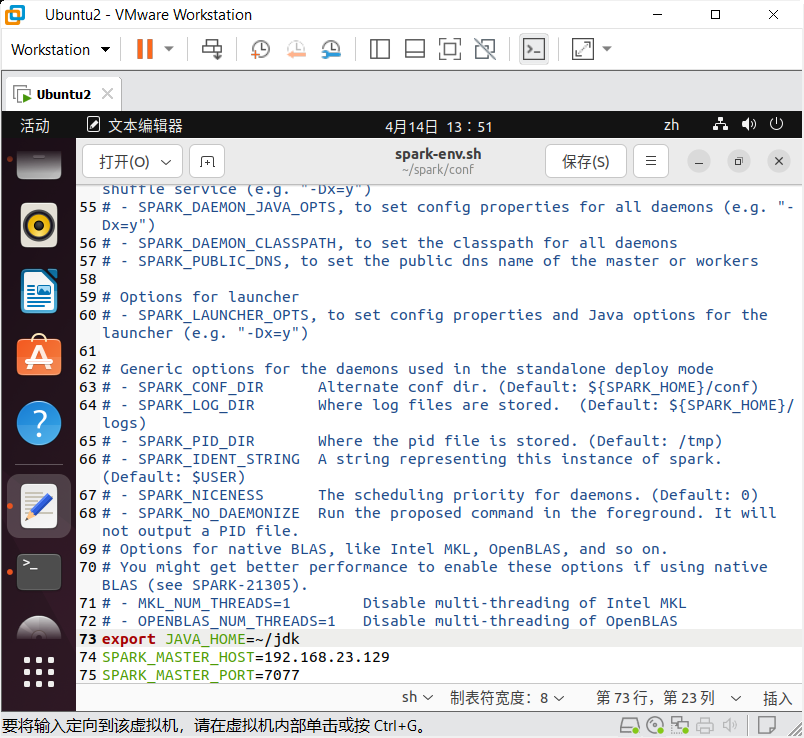 Ubuntu2 - VMware Workstation
Workstation
Ubuntu2
活动 文本编辑器 4月14日 13：51 zh
打开(O) spark-env.sh 保存(S)
~/spark/conf
shuffle service (e.g. "-Dx=y")
55 # - SPARK_DAEMON_JAVA_OPTS, to set config properties for all daemons (e.g. "-
Dx=y")
56 # - SPARK_DAEMON_CLASSPATH, to set the classpath for all daemons
57 # - SPARK_PUBLIC_DNS, to set the public dns name of the master or workers
58
59 # Options for launcher
60 # - SPARK_LAUNCHER_OPTS, to set config properties and Java options for the
launcher (e.g. "-Dx=y")
61
62 # Generic options for the daemons used in the standalone deploy mode
63 # - SPARK_CONF_DIR      Alternate conf dir. (Default: ${SPARK_HOME}/conf)
64 # - SPARK_LOG_DIR       Where log files are stored.  (Default: ${SPARK_HOME}/
logs)
65 # - SPARK_PID_DIR       Where the pid file is stored. (Default: /tmp)
66 # - SPARK_IDENT_STRING  A string representing this instance of spark.
(Default: $USER)
67 # - SPARK_NICENESS      The scheduling priority for daemons. (Default: 0)
68 # - SPARK_NO_DAEMONIZE  Run the proposed command in the foreground. It will
not output a PID file.
69 # Options for native BLAS, like Intel MKL, OpenBLAS, and so on.
70 # You might get better performance to enable these options if using native
BLAS (see SPARK-21305).
71 # - MKL_NUM_THREADS=1        Disable multi-threading of Intel MKL
72 # - OPENBLAS_NUM_THREADS=1   Disable multi-threading of OpenBLAS
73 export JAVA_HOME=~/jdk
74 SPARK_MASTER_HOST=192.168.23.129
75 SPARK_MASTER_PORT=7077
sh 制表符宽度：8 第 73 行，第 23 列 插入
要将输入定向到该虚拟机，请在虚拟机内部单击或按 Ctrl+G。